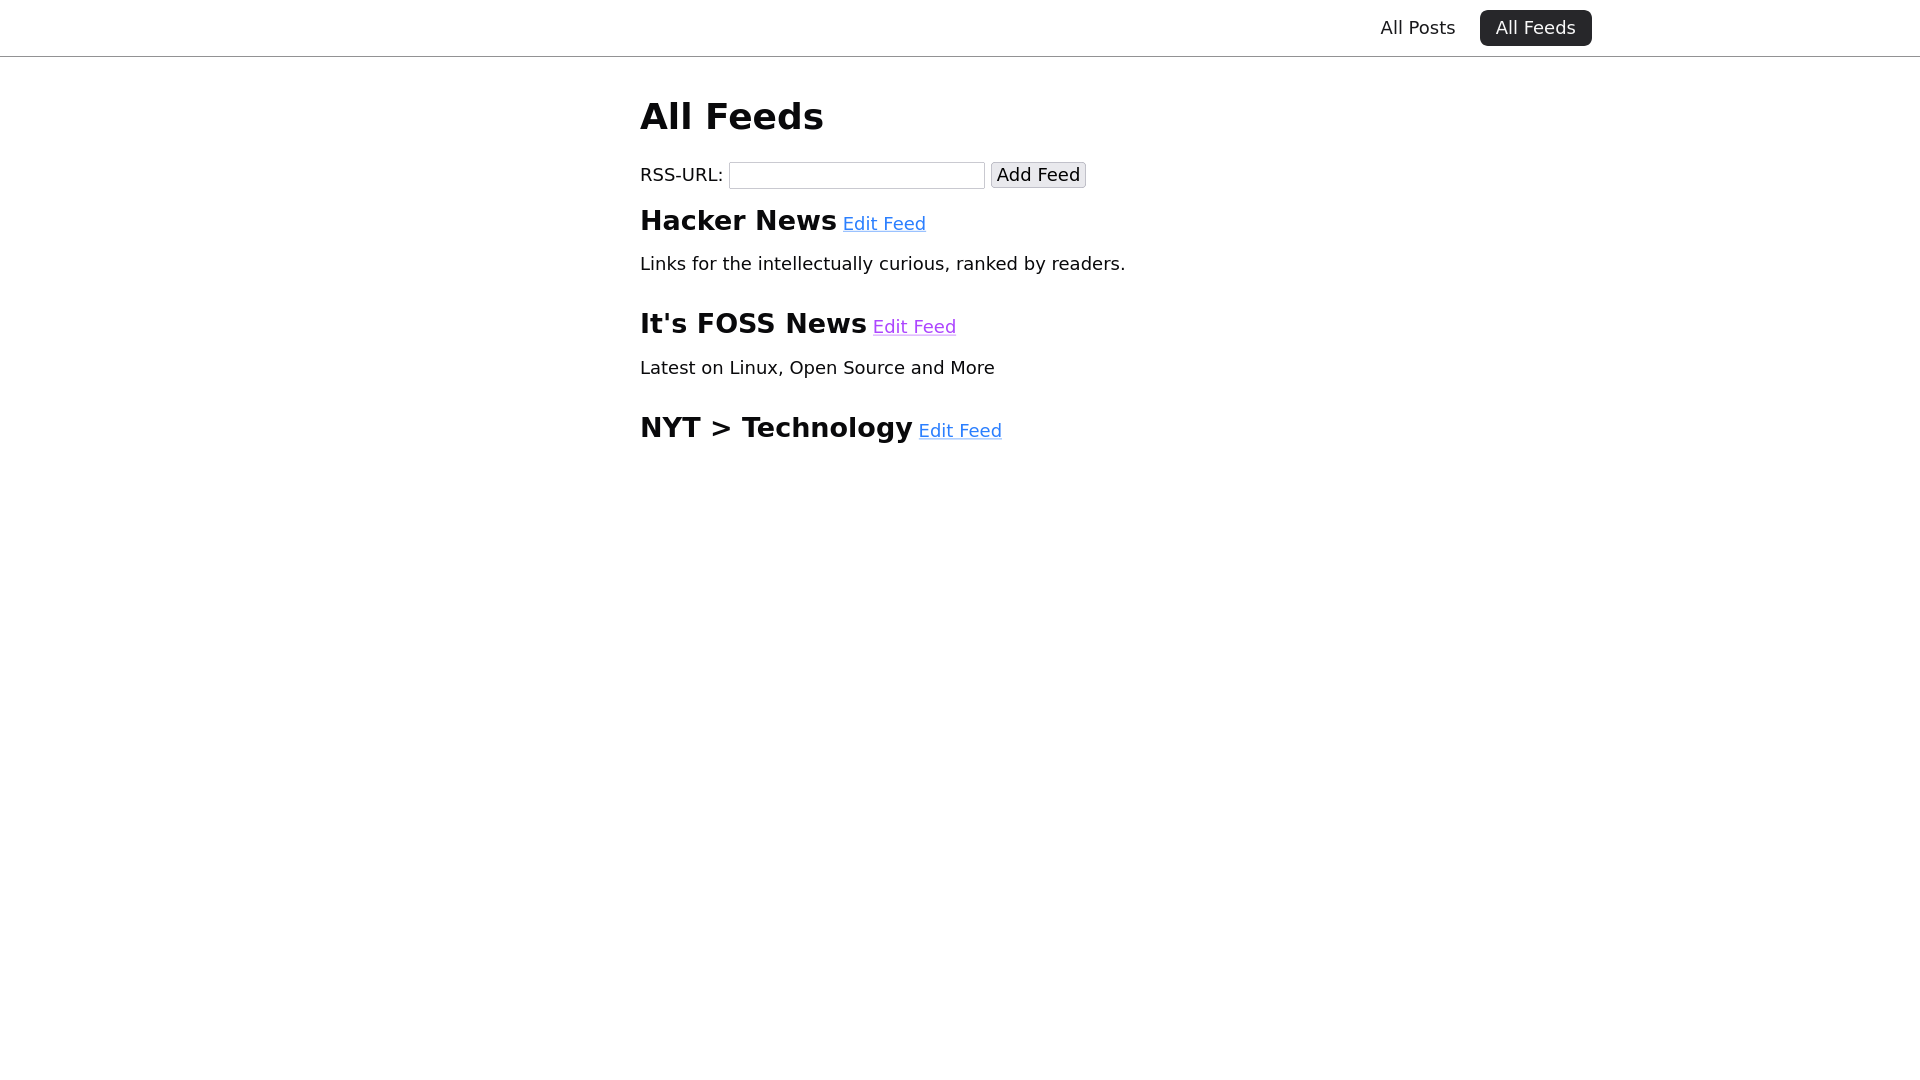 All Posts All Feeds
All Feeds
RSS-URL: Add Feed
Hacker News Edit Feed
Links for the intellectually curious, ranked by readers.
It's FOSS News Edit Feed
Latest on Linux, Open Source and More
NYT > Technology Edit Feed